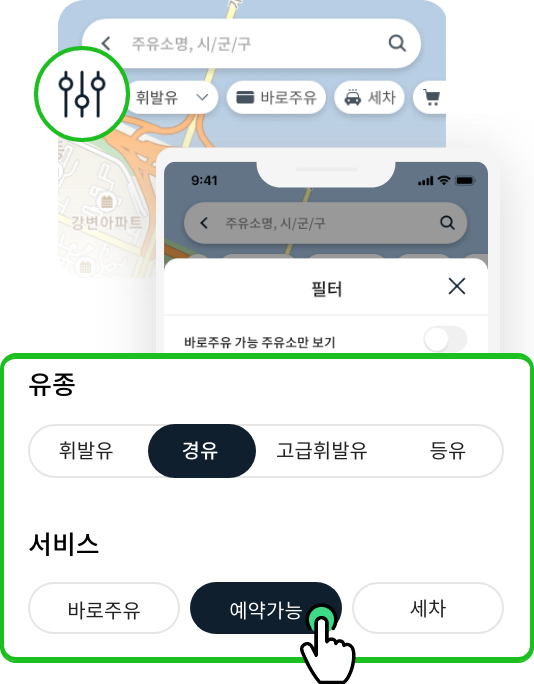 주유소명, 시/군/구
휘발유 바로주유 세차
강변아파트
9:41
주유소명, 시/군/구
필터
바로주유 가능 주유소만 보기
유종
휘발유 경유 고급휘발유 등유
서비스
바로주유 예약가능 세차